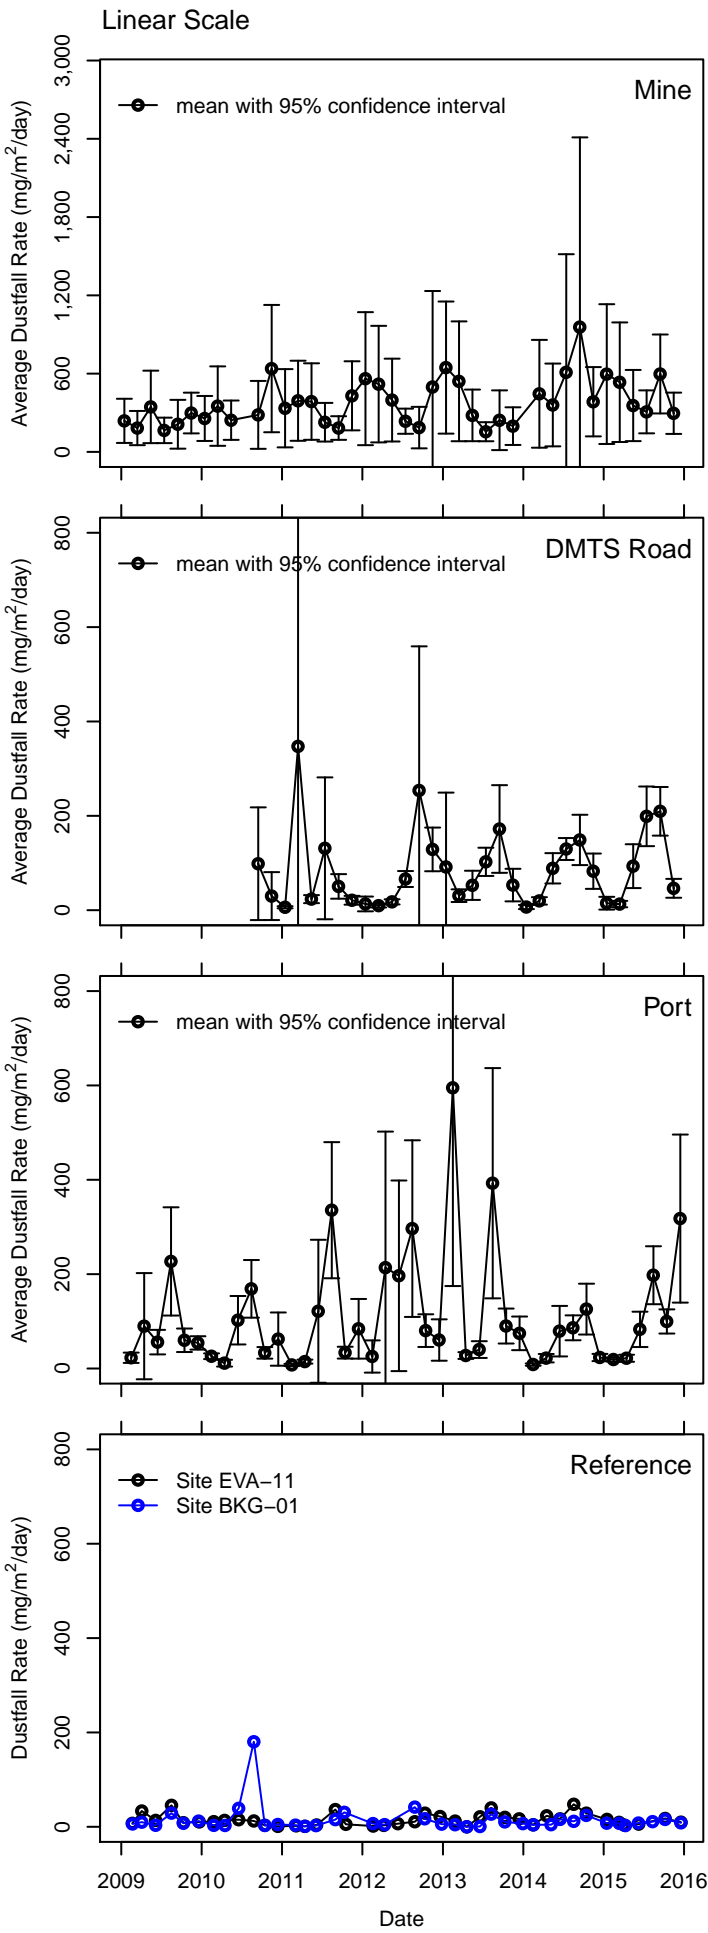 Linear Scale
Mine
mean with 95% confidence interval
Average Dustfall Rate (mg/m²/day)
3,000
2,400
1,800
1,200
600
0
DMTS Road
mean with 95% confidence interval
Average Dustfall Rate (mg/m²/day)
800
600
400
200
0
Port
mean with 95% confidence interval
Average Dustfall Rate (mg/m²/day)
800
600
400
200
0
Reference
Site EVA−11
Site BKG−01
Dustfall Rate (mg/m²/day)
800
600
400
200
0
2009 2010 2011 2012 2013 2014 2015 2016
Date